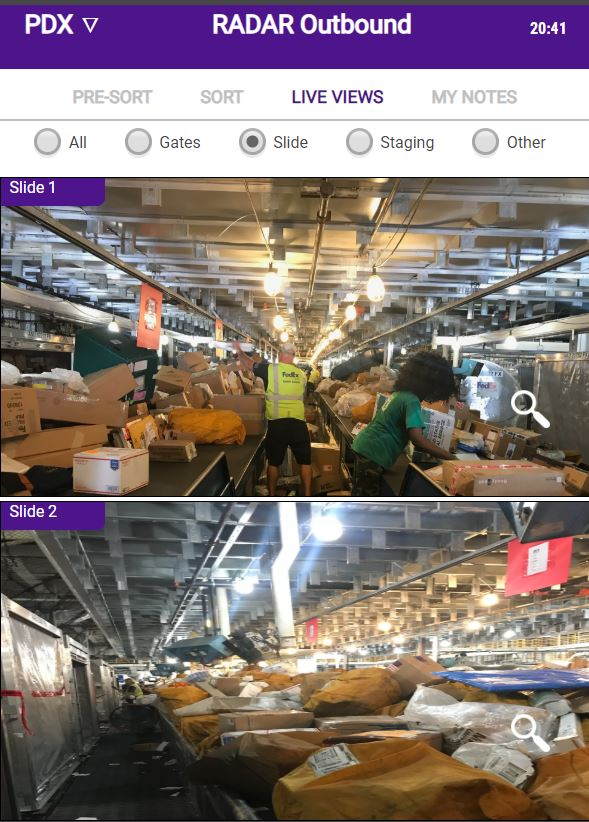 PDX ▽ RADAR Outbound 20:41
PRE-SORT SORT LIVE VIEWS MY NOTES
All Gates Slide Staging Other
Slide 1
FedEx
FedEx
Slide 2